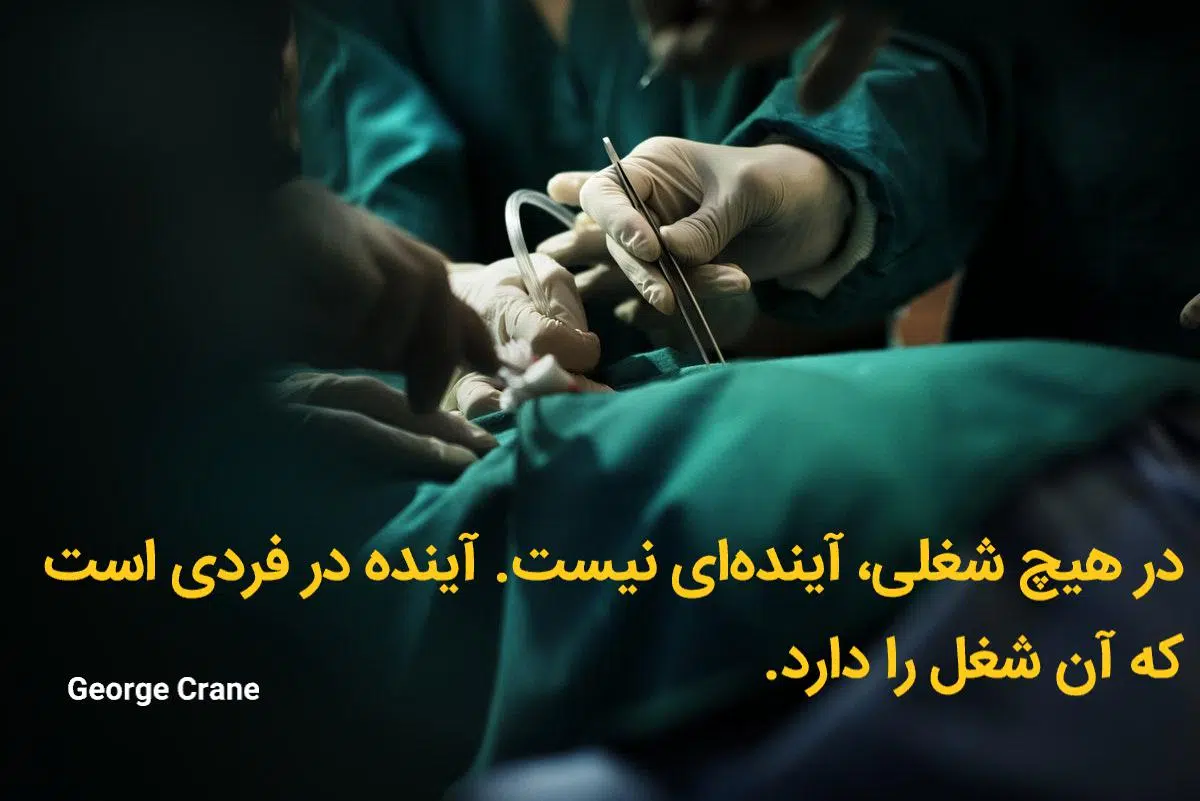 در هیچ شغلی، آینده‌ای نیست. آینده در فردی است
که آن شغل را دارد.
George Crane